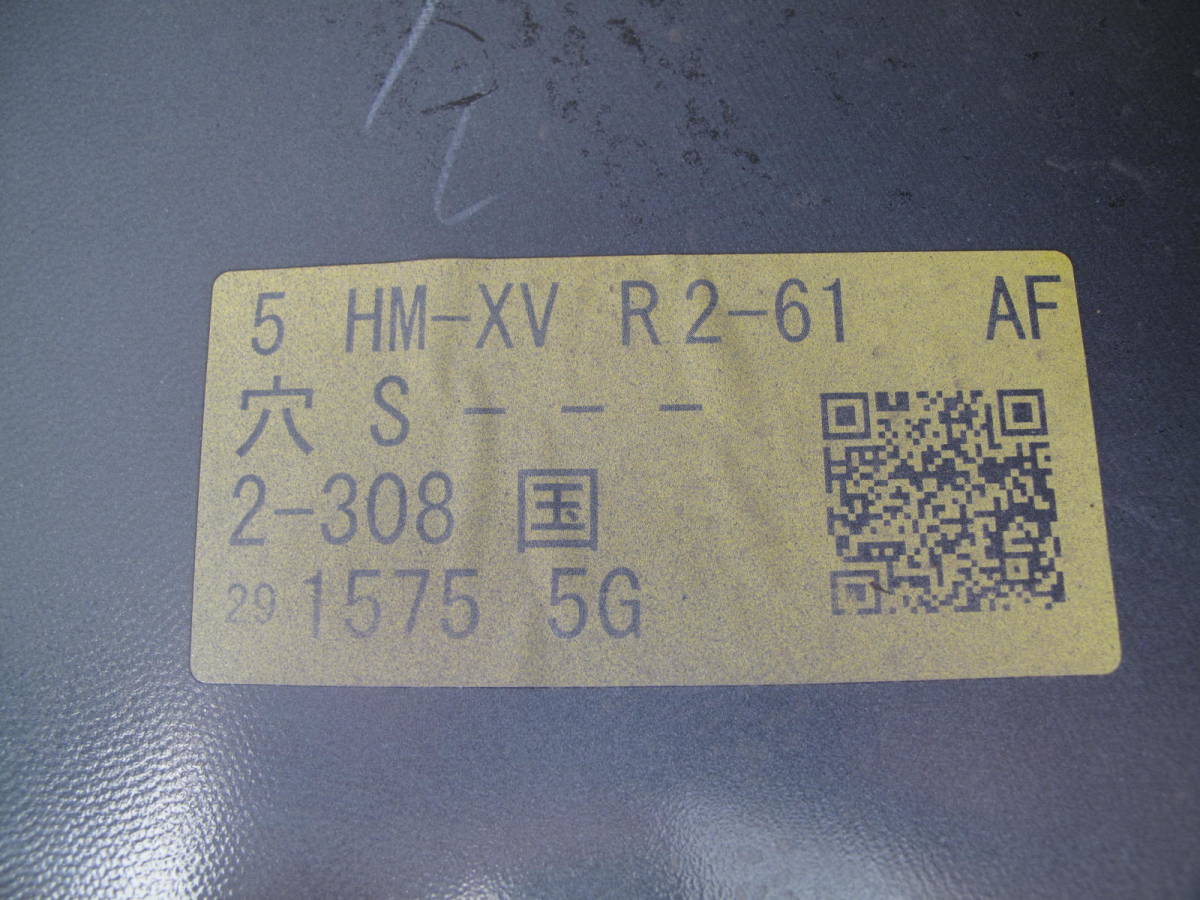 5 HM-XV R2-61 AF
穴 S - - -
2-308 国
29 1575 5G